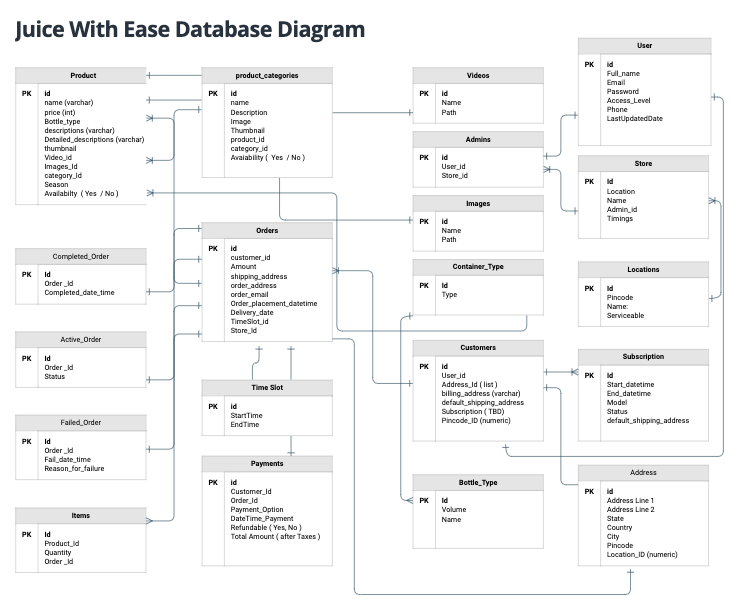 Juice With Ease Database Diagram
Product
PK
id
name (varchar)
price (int)
Bottle_type
descriptions (varchar)
Detailed_descriptions (varchar)
thumbnail
Video_id
Images_Id
category_Id
Season
Availabilty ( Yes / No )
product_categories
PK
id
name
Description
Image
Thumbnail
product_id
category_id
Avaiability ( Yes / No )
Videos
PK
id
Name
Path
User
PK
id
Full_name
Email
Password
Access_Level
Phone
LastUpdatedDate
Admins
PK
id
User_id
Store_id
Store
PK
id
Location
Name
Admin_id
Timings
Images
PK
id
Name
Path
Orders
PK
id
customer_id
Amount
shipping_address
order_address
order_email
Order_placement_datetime
Delivery_date
TimeSlot_id
Store_Id
Completed_Order
PK
Id
Order _Id
Completed_date_time
Container_Type
PK
Id
Type
Locations
PK
id
Pincode
Name:
Serviceable
Active_Order
PK
Id
Order _Id
Status
Customers
PK
id
User_id
Address_Id ( list )
billing_address (varchar)
default_shipping_address
Subscription ( TBD)
Pincode_ID (numeric)
Subscription
PK
Id
Start_datetime
End_datetime
Model
Status
default_shipping_address
Time Slot
PK
id
StartTime
EndTime
Failed_Order
PK
Id
Order _Id
Fail_date_time
Reason_for_failure
Payments
PK
id
Customer_Id
Order_Id
Payment_Option
DateTime_Payment
Refundable ( Yes, No )
Total Amount ( after Taxes )
Bottle_Type
PK
Id
Volume
Name
Address
PK
id
Address Line 1
Address Line 2
State
Country
City
Pincode
Location_ID (numeric)
Items
PK
Id
Product_Id
Quantity
Order _Id